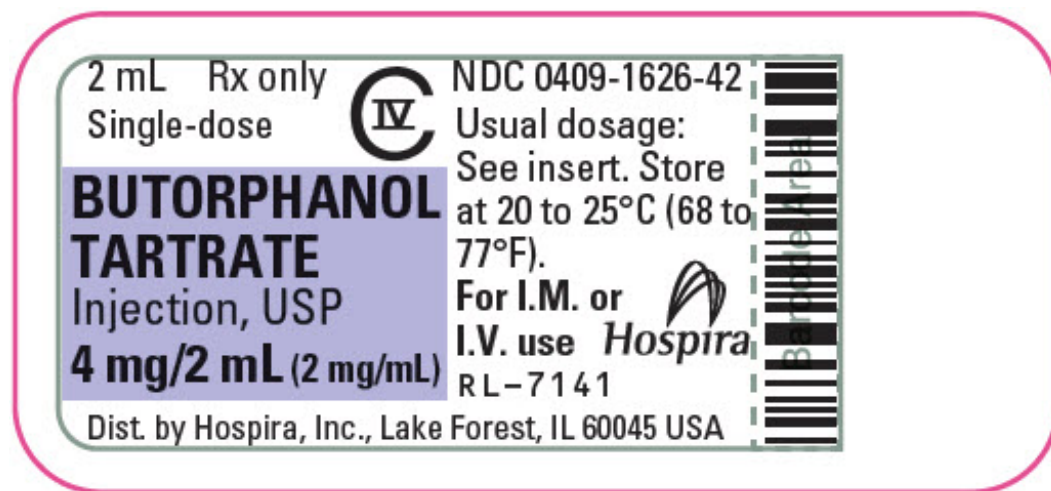 2 mL Rx only
Single-dose
CIV
BUTORPHANOL
TARTRATE
Injection, USP
4 mg/2 mL (2 mg/mL)
NDC 0409-1626-42
Usual dosage:
See insert. Store
at 20 to 25°C (68 to
77°F).
For I.M. or
I.V. use
Hospira
RL-7141
Dist. by Hospira, Inc., Lake Forest, IL 60045 USA
Barcode Area